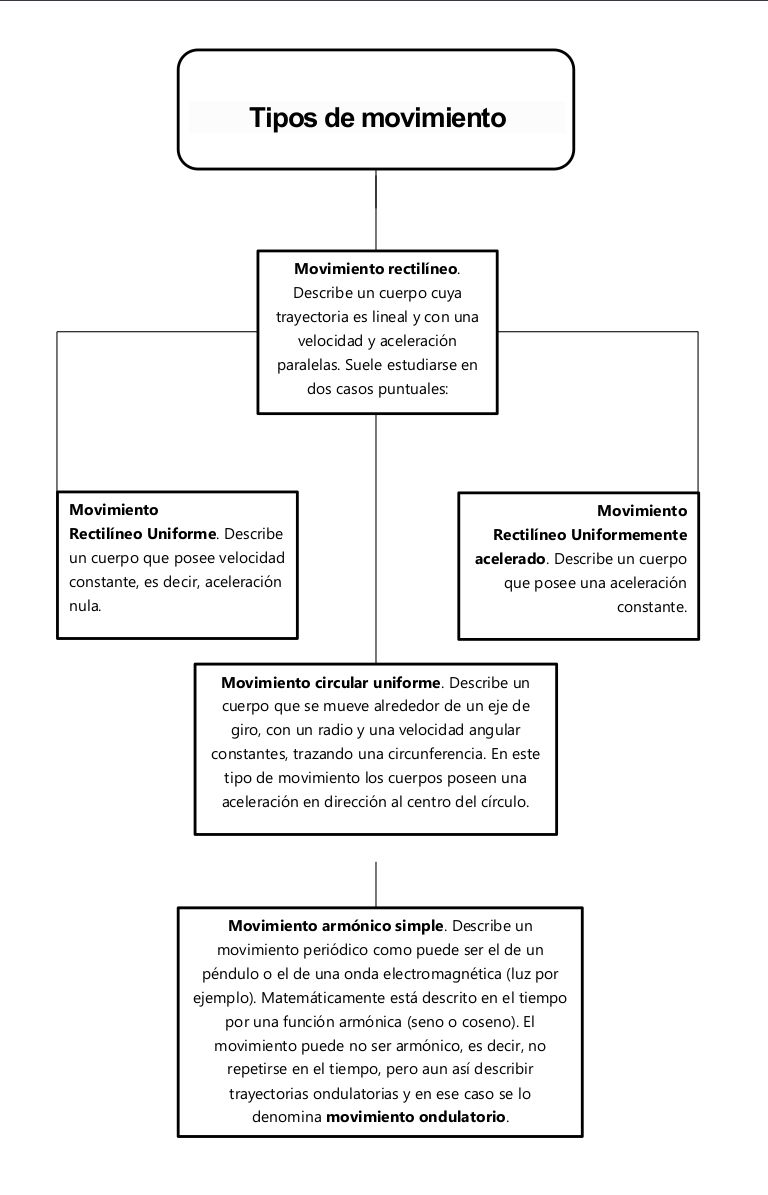 Tipos de movimiento
Movimiento rectilíneo.
Describe un cuerpo cuya
trayectoria es lineal y con una
velocidad y aceleración
paralelas. Suele estudiarse en
dos casos puntuales:
Movimiento
Rectilíneo Uniforme. Describe
un cuerpo que posee velocidad
constante, es decir, aceleración
nula.
Movimiento
Rectilíneo Uniformemente
acelerado. Describe un cuerpo
que posee una aceleración
constante.
Movimiento circular uniforme. Describe un
cuerpo que se mueve alrededor de un eje de
giro, con un radio y una velocidad angular
constantes, trazando una circunferencia. En este
tipo de movimiento los cuerpos poseen una
aceleración en dirección al centro del círculo.
Movimiento armónico simple. Describe un
movimiento periódico como puede ser el de un
péndulo o el de una onda electromagnética (luz por
ejemplo). Matemáticamente está descrito en el tiempo
por una función armónica (seno o coseno). El
movimiento puede no ser armónico, es decir, no
repetirse en el tiempo, pero aun así describir
trayectorias ondulatorias y en ese caso se lo
denomina movimiento ondulatorio.